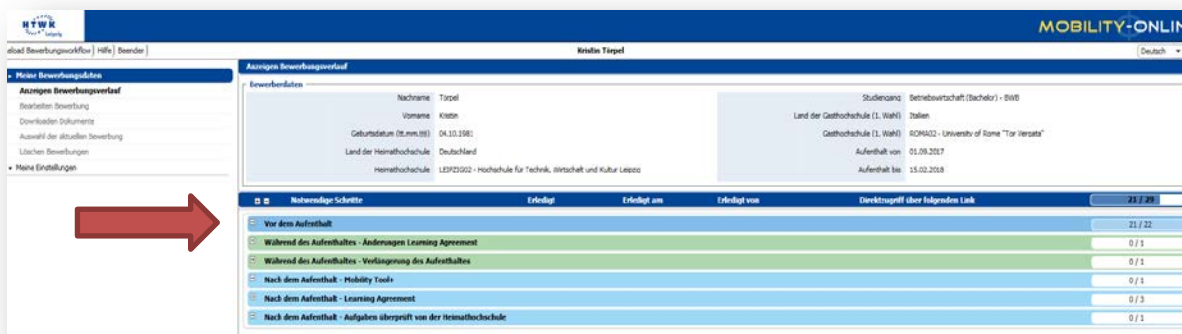 HTWK
Leipzig
MOBILITY-ONLIN
eload Bewerbungsworkflow | Hilfe | Beenden |
Kristin Törpel
Deutsch
Meine Bewerbungsdaten
Anzeigen Bewerbungsverlauf
Bearbeiten Bewerbung
Downloaden Dokumente
Auswahl der aktuellen Bewerbung
Löschen Bewerbungen
Meine Einstellungen
Anzeigen Bewerbungsverlauf
Bewerberdaten
Nachname Törpel
Vorname Kristin
Geburtsdatum (tt.mm.jjjj) 04.10.1981
Land der Heimathochschule Deutschland
Heimathochschule LEIPZIG02 - Hochschule für Technik, Wirtschaft und Kultur Leipzig
Studiengang Betriebswirtschaft (Bachelor) - BWB
Land der Gasthochschule (1. Wahl) Italien
Gasthochschule (1. Wahl) ROMA02 - University of Rome "Tor Vergata"
Aufenthalt von 01.09.2017
Aufenthalt bis 15.02.2018
Notwendige Schritte Erledigt Erledigt am Erledigt von Direktzugriff über folgenden Link 21 / 29
Vor dem Aufenthalt 21 / 22
Während des Aufenthaltes - Änderungen Learning Agreement 0 / 1
Während des Aufenthaltes - Verlängerung des Aufenthaltes 0 / 1
Nach dem Aufenthalt - Mobility Tool+ 0 / 1
Nach dem Aufenthalt - Learning Agreement 0 / 3
Nach dem Aufenthalt - Aufgaben überprüft von der Heimathochschule 0 / 1